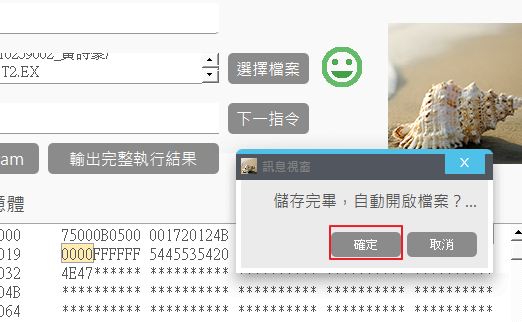 T2.EX
選擇檔案
下一指令
am
輸出完整執行結果
訊息視窗
X
儲存完畢，自動開啟檔案？...
確定
取消
憶體
000 75000B0500 001720124B
019 0000FFFFFF 5445535420
032 4E47****** ********** ********** ********** **********
04B ********** ********** ********** ********** **********
064 ********** ********** ********** ********** **********